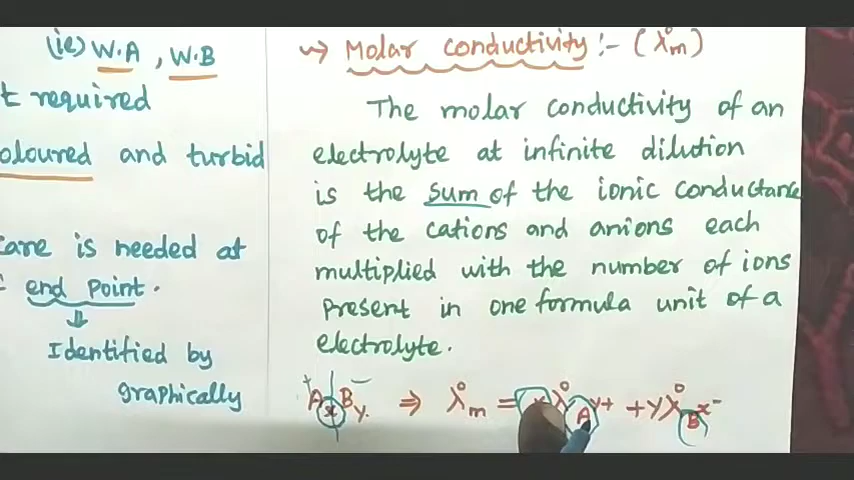 (ie) W.A , W.B
t required
oloured and turbid
are is needed at
end point.
⇓
Identified by
graphically
↝ Molar conductivity :- (λ°m)
The molar conductivity of an
electrolyte at infinite dilution
is the sum of the ionic conductance
of the cations and anions each
multiplied with the number of ions
present in one formula unit of a
electrolyte.
+ AxBy − ⇒ λ°m = λ°A^y+ + yλ°B^x-